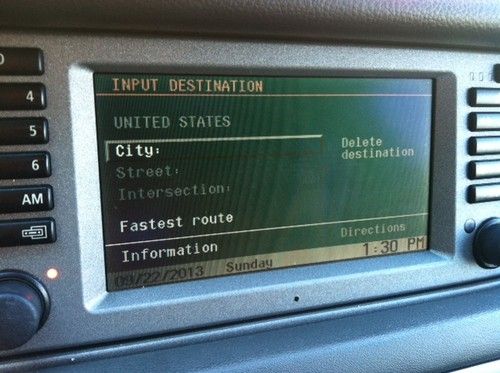 INPUT DESTINATION
UNITED STATES
City:
Delete
destination
Street:
Intersection:
Fastest route
Directions
Information
1:30 PM
09/22/2013 Sunday
4
5
6
AM